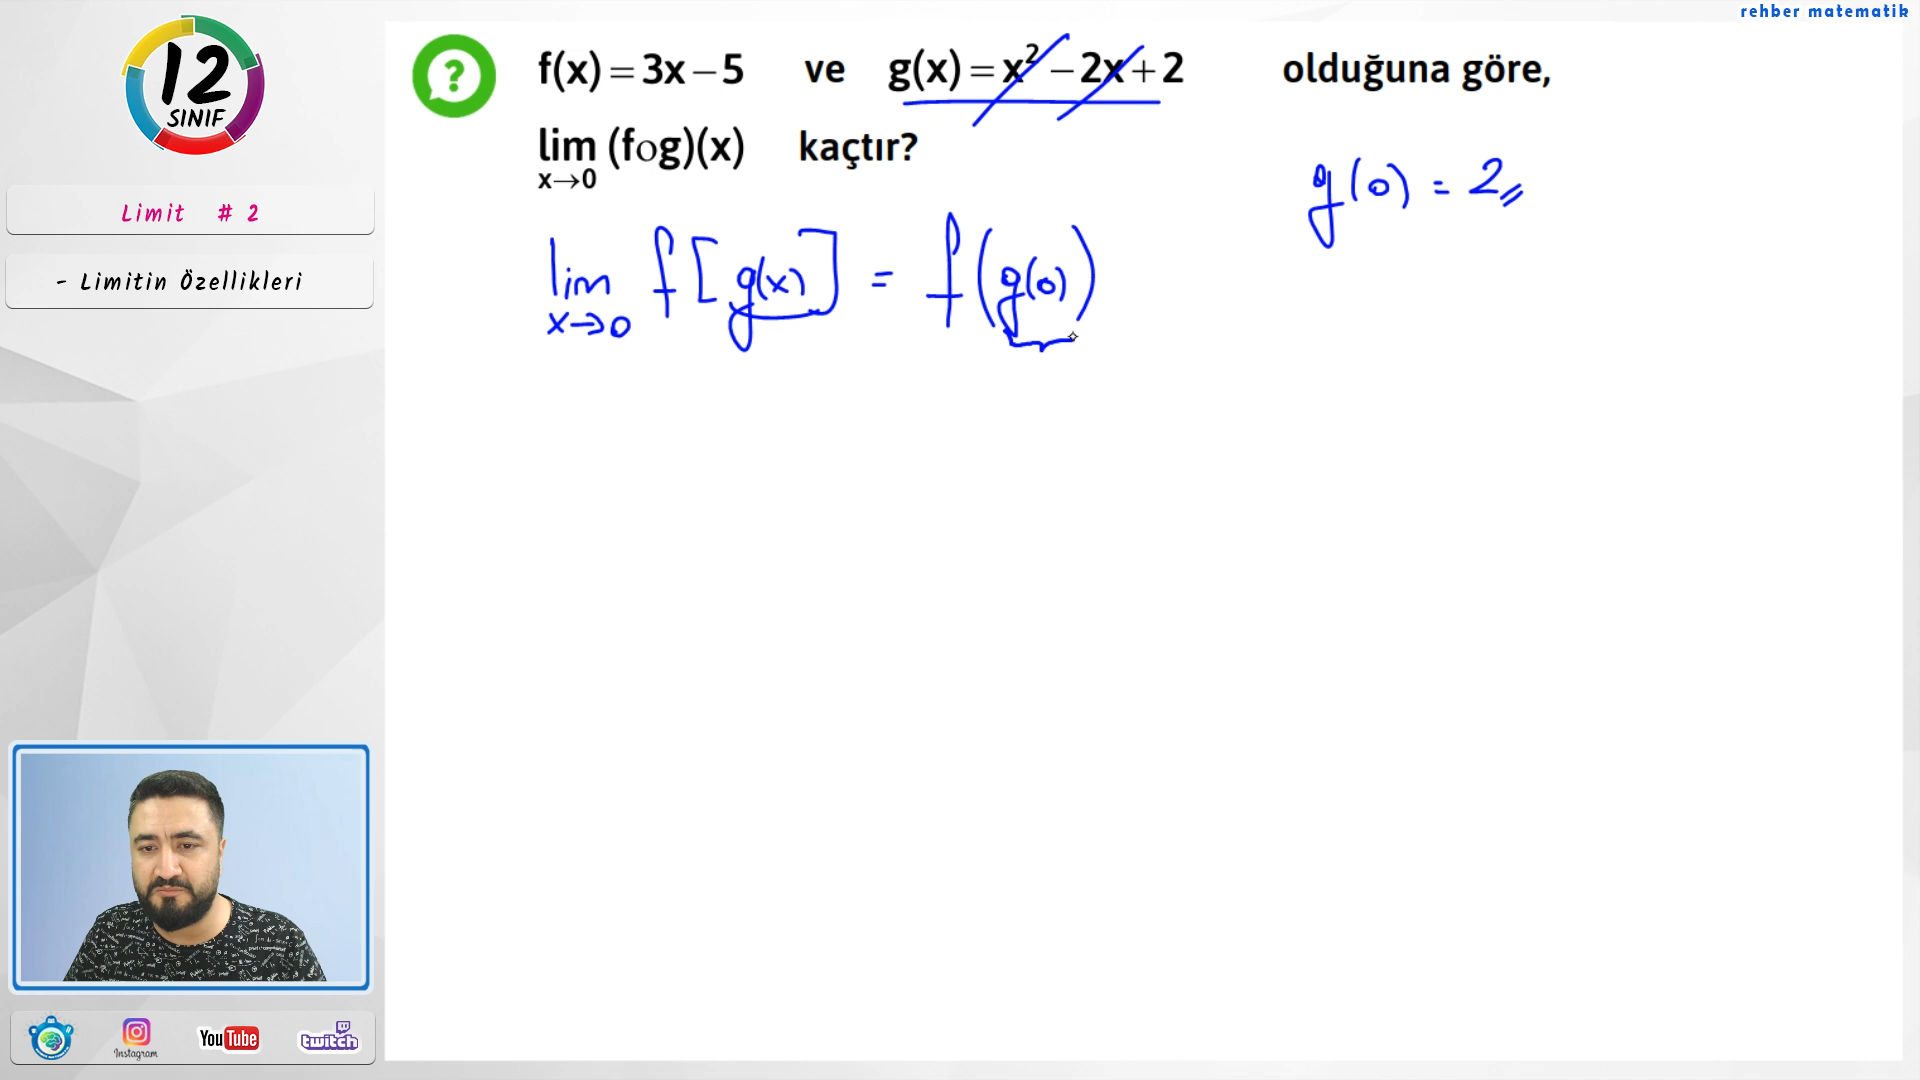 rehber matematik
12
SINIF
Limit # 2
- Limitin Özellikleri
? f(x) = 3x – 5 ve g(x) = x² – 2x + 2 olduğuna göre,
lim (fog)(x) kaçtır?
x→0
g(0) = 2
lim f[g(x)] = f(g(0))
x→0
Instagram
YouTube
twitch